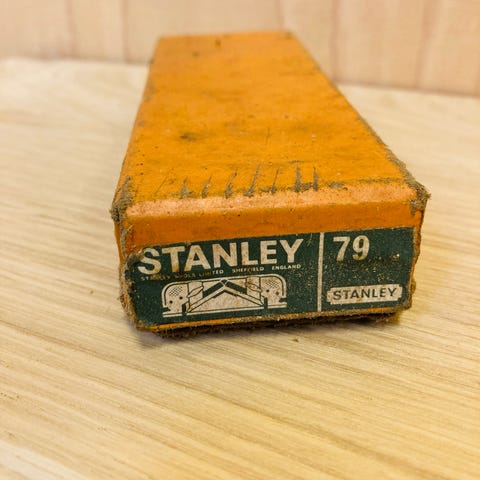 STANLEY
STANLEY TOOLS LIMITED SHEFFIELD ENGLAND
79
STANLEY